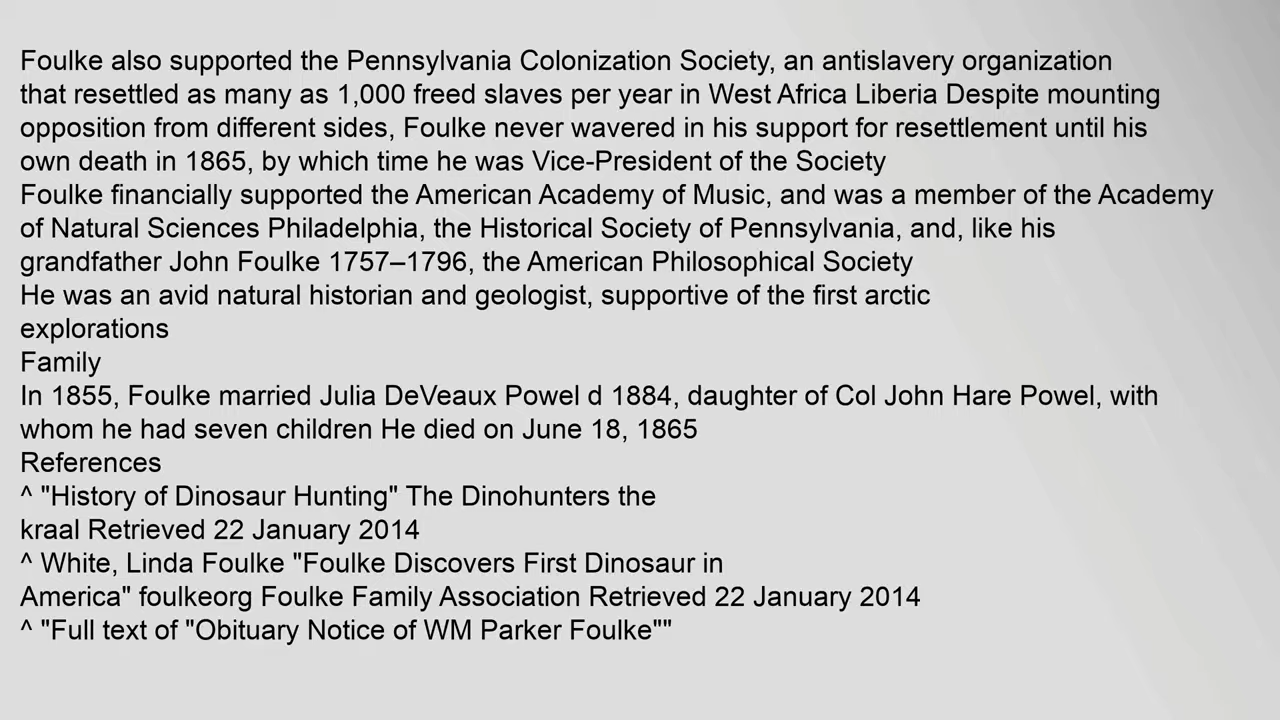 Foulke also supported the Pennsylvania Colonization Society, an antislavery organization
that resettled as many as 1,000 freed slaves per year in West Africa Liberia Despite mounting
opposition from different sides, Foulke never wavered in his support for resettlement until his
own death in 1865, by which time he was Vice-President of the Society
Foulke financially supported the American Academy of Music, and was a member of the Academy
of Natural Sciences Philadelphia, the Historical Society of Pennsylvania, and, like his
grandfather John Foulke 1757–1796, the American Philosophical Society
He was an avid natural historian and geologist, supportive of the first arctic
explorations
Family
In 1855, Foulke married Julia DeVeaux Powel d 1884, daughter of Col John Hare Powel, with
whom he had seven children He died on June 18, 1865
References
^ "History of Dinosaur Hunting" The Dinohunters the
kraal Retrieved 22 January 2014
^ White, Linda Foulke "Foulke Discovers First Dinosaur in
America" foulkeorg Foulke Family Association Retrieved 22 January 2014
^ "Full text of "Obituary Notice of WM Parker Foulke""